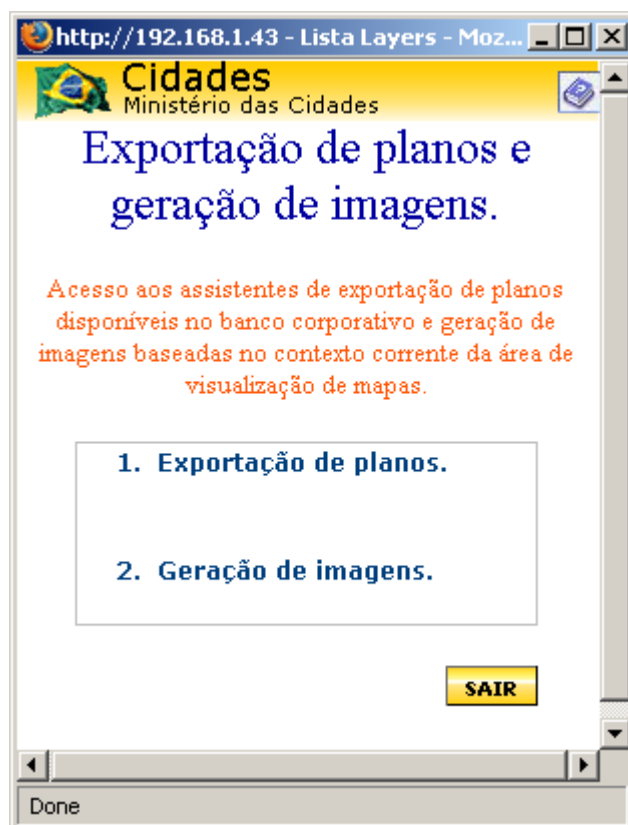 http://192.168.1.43 - Lista Layers - Moz...
Cidades
Ministério das Cidades
Exportação de planos e
geração de imagens.
Acesso aos assistentes de exportação de planos
disponíveis no banco corporativo e geração de
imagens baseadas no contexto corrente da área de
visualização de mapas.
1. Exportação de planos.
2. Geração de imagens.
SAIR
Done